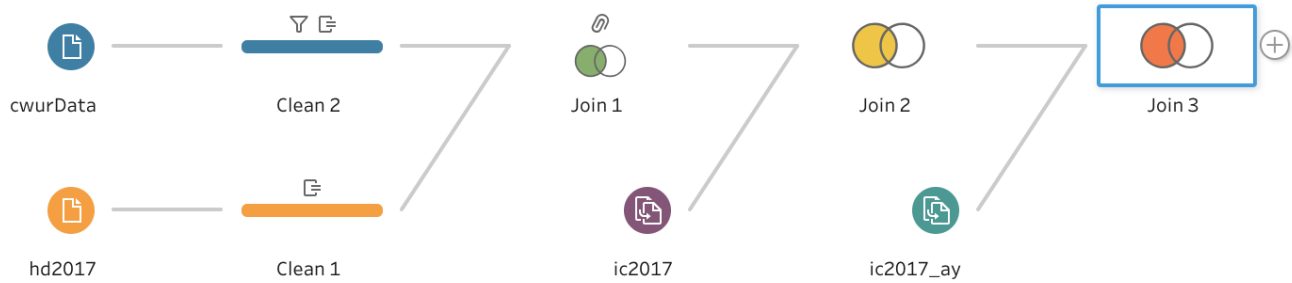 cwurData
Clean 2
Join 1
Join 2
Join 3
hd2017
Clean 1
ic2017
ic2017_ay